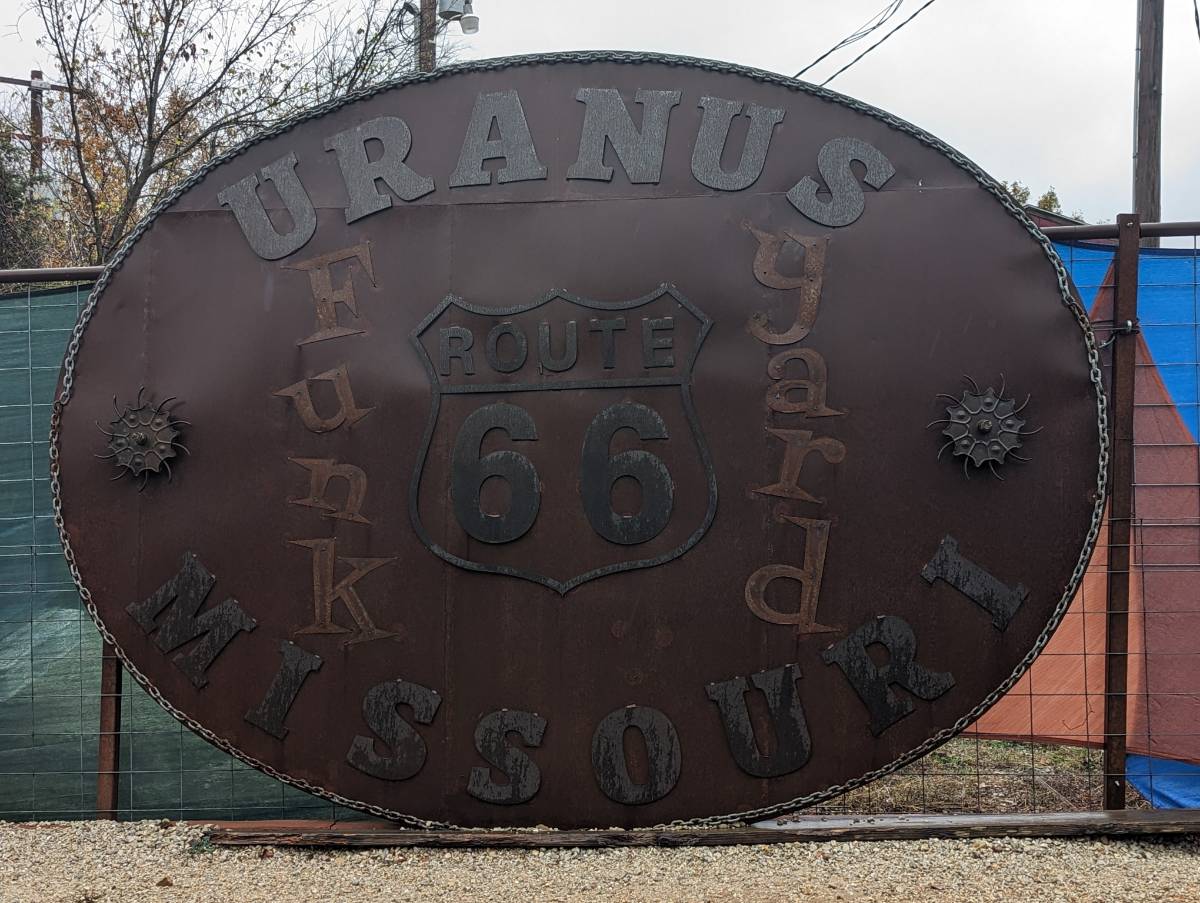 URANUS
Funk
yard
ROUTE
66
MISSOURI